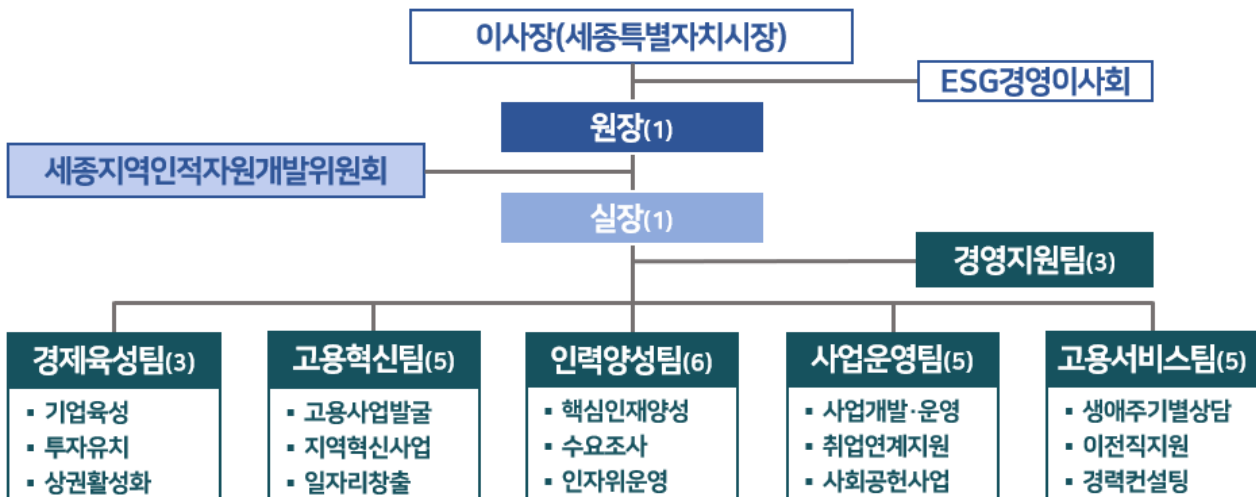 이사장(세종특별자치시장)
ESG경영이사회
원장(1)
세종지역인적자원개발위원회
실장(1)
경영지원팀(3)
경제육성팀(3)
▪ 기업육성
▪ 투자유치
▪ 상권활성화
고용혁신팀(5)
▪ 고용사업발굴
▪ 지역혁신사업
▪ 일자리창출
인력양성팀(6)
▪ 핵심인재양성
▪ 수요조사
▪ 인자위운영
사업운영팀(5)
▪ 사업개발·운영
▪ 취업연계지원
▪ 사회공헌사업
고용서비스팀(5)
▪ 생애주기별상담
▪ 이전직지원
▪ 경력컨설팅